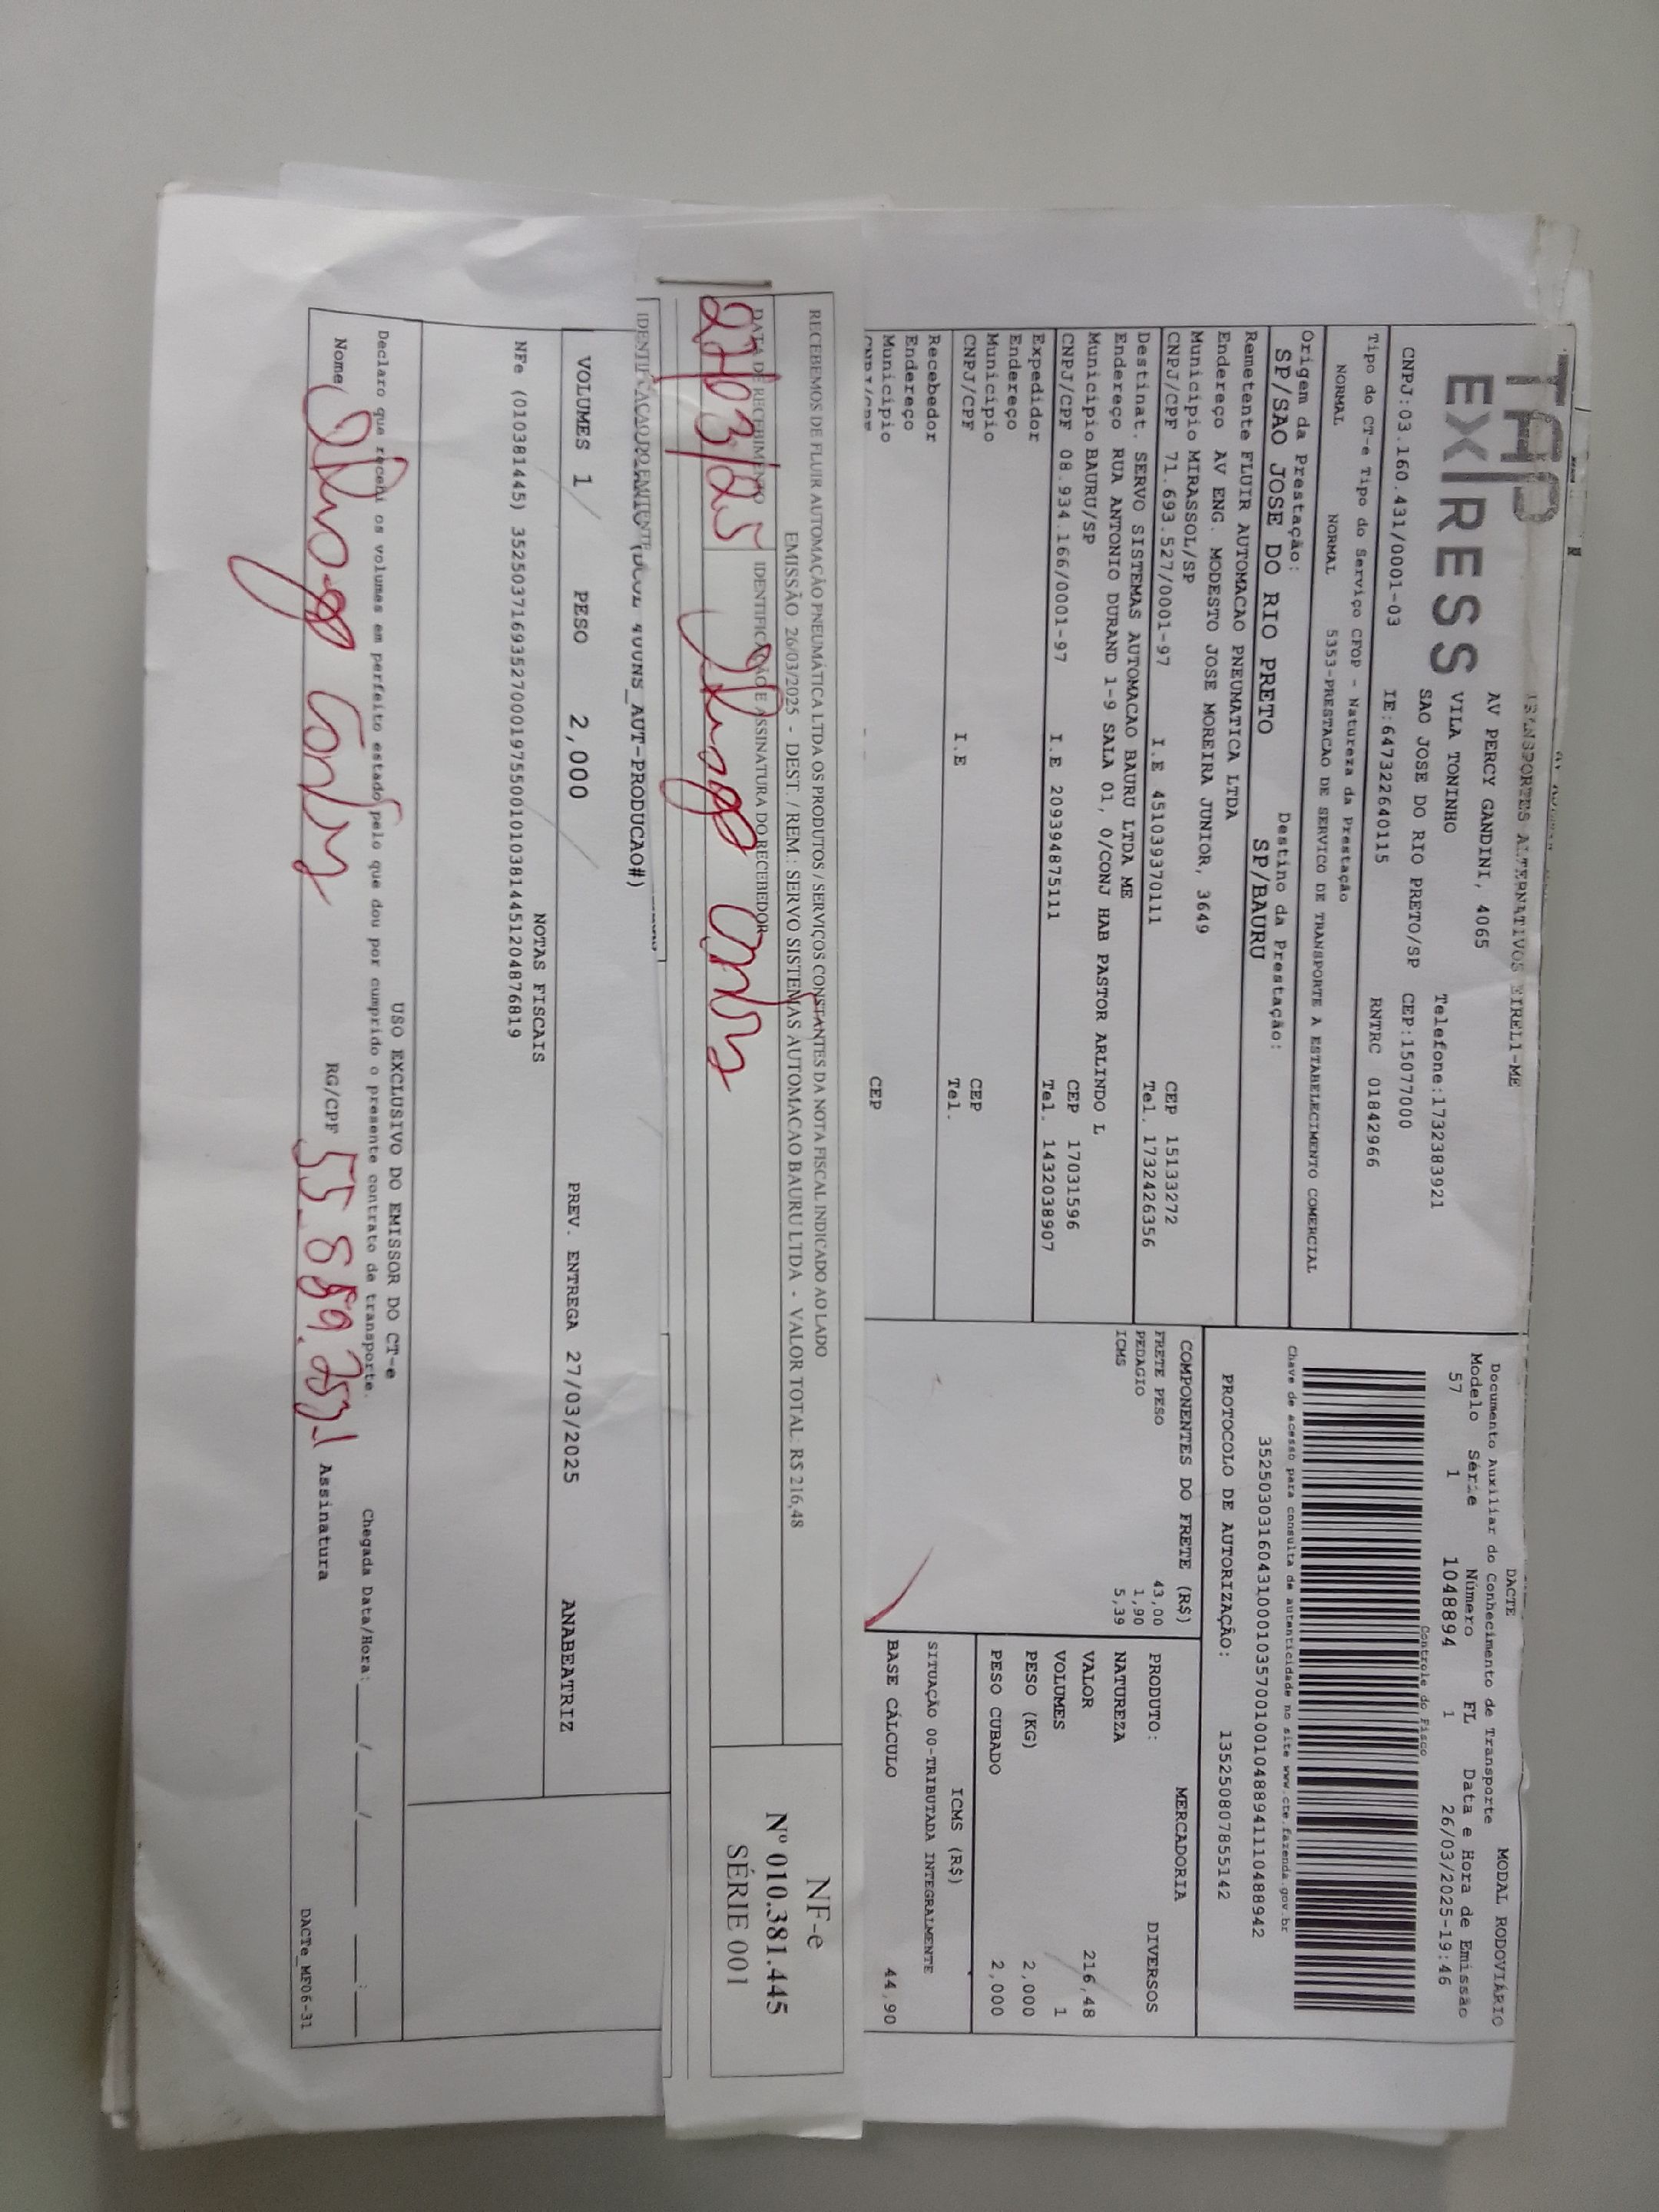 TAP
EX|RESS
TRANSPORTES ALTERNATIVOS EIRELI-ME
AV PERCY GANDINI, 4065
VILA TONINHO
Telefone:1732383921
SAO JOSE DO RIO PRETO/SP
CEP:15077000
CNPJ:03.160.431/0001-03
IE:647322640115
RNTRC 01842966
Tipo do CT-e Tipo do Serviço CFOP - Natureza da Prestação
NORMAL NORMAL 5353-PRESTACAO DE SERVICO DE TRANSPORTE A ESTABELECIMENTO COMERCIAL
Origem da Prestação: Destino da Prestação:
SP/SAO JOSE DO RIO PRETO SP/BAURU
Remetente FLUIR AUTOMACAO PNEUMATICA LTDA
Endereço AV ENG. MODESTO JOSE MOREIRA JUNIOR, 3649
Município MIRASSOL/SP CEP 15133272
CNPJ/CPF 71.693.527/0001-97 I.E 451039370111 Tel. 1732426356
Destinat. SERVO SISTEMAS AUTOMACAO BAURU LTDA ME
Endereço RUA ANTONIO DURAND 1-9 SALA 01, 0/CONJ HAB PASTOR ARLINDO L
Município BAURU/SP CEP 17031596
CNPJ/CPF 08.934.166/0001-97 I.E 209394875111 Tel. 1432038907
Expedidor
Endereço
Município CEP
CNPJ/CPF I.E Tel.
Recebedor
Endereço
Município CEP
CNPJ/CPF
DACTE MODAL RODOVIÁRIO
Documento Auxiliar do Conhecimento de Transporte
Modelo Série Número FL Data e Hora de Emissão
57 1 1048894 1 26/03/2025-19:46
Controle do Fisco
Chave de acesso para consulta de autenticidade no site www.cte.fazenda.gov.br
35250303160431000103570010010488941110488942
PROTOCOLO DE AUTORIZAÇÃO: 135250807855142
COMPONENTES DO FRETE (R$)
FRETE PESO 43,00
PEDAGIO 1,90
ICMS 5,39
MERCADORIA
PRODUTO: DIVERSOS
NATUREZA
VALOR 216,48
VOLUMES 1
PESO (KG) 2,000
PESO CUBADO 2,000
ICMS (R$)
SITUAÇÃO 00-TRIBUTADA INTEGRALMENTE
BASE CÁLCULO 44,90
RECEBEMOS DE FLUIR AUTOMAÇÃO PNEUMÁTICA LTDA OS PRODUTOS / SERVIÇOS CONSTANTES DA NOTA FISCAL INDICADO AO LADO
EMISSÃO: 26/03/2025 - DEST. / REM.: SERVO SISTEMAS AUTOMACAO BAURU LTDA - VALOR TOTAL: R$ 216,48
DATA DE RECEBIMENTO IDENTIFICAÇÃO E ASSINATURA DO RECEBEDOR
27/03/25
NF-e
Nº 010.381.445
SÉRIE 001
IDENTIFICAÇÃO DO EMITENTE
AUT-PRODUCAO#)
VOLUMES 1 PESO 2,000 PREV. ENTREGA 27/03/2025 ANABEATRIZ
NOTAS FISCAIS
NFe (010381445) 35250371693527000197550010103814451204876819
USO EXCLUSIVO DO EMISSOR DO CT-e
Declaro que recebi os volumes em perfeito estado pelo que dou por cumprido o presente contrato de transporte.
Chegada Data/Hora: ____/____/____ ____:____
Nome RG/CPF Assinatura
DACTe_MF06-31